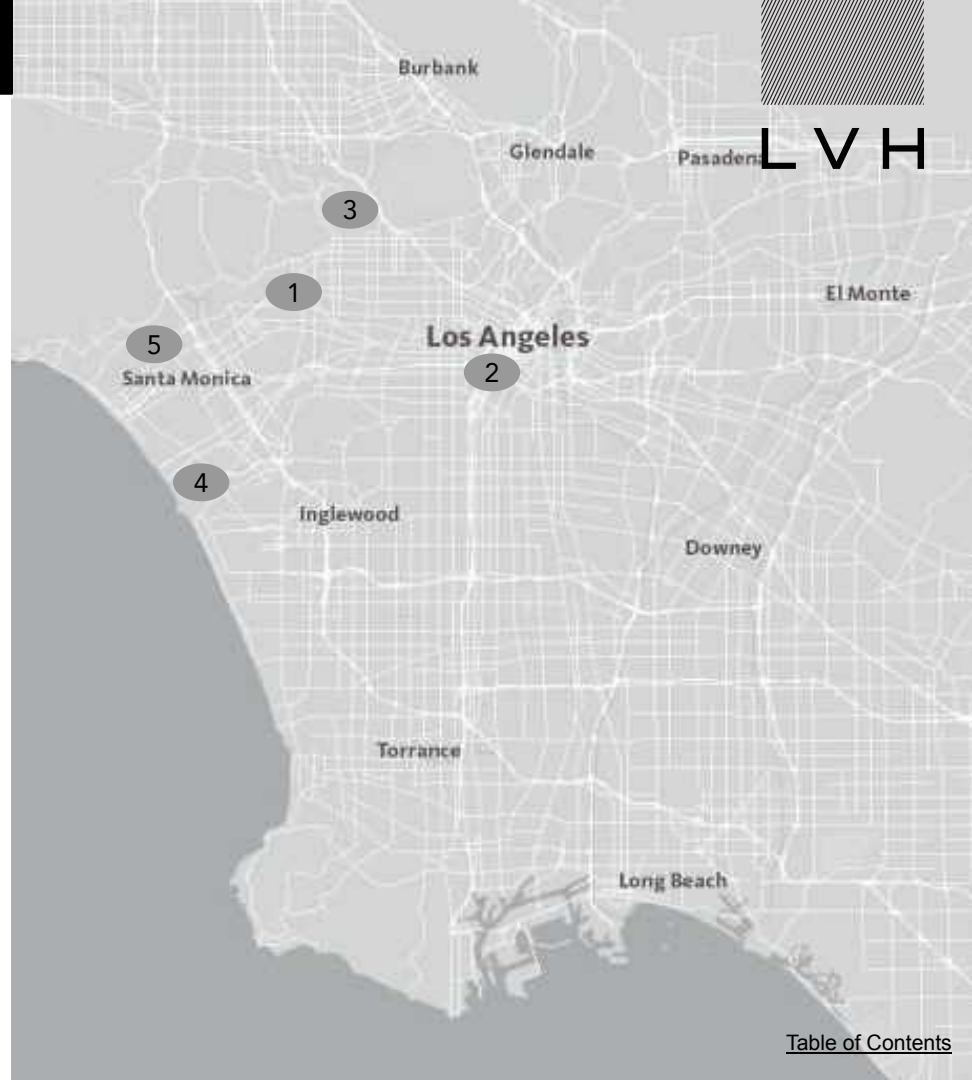 Burbank
Glendale
Pasadena
L V H
3
1
El Monte
Los Angeles
5
2
Santa Monica
4
Inglewood
Downey
Torrance
Long Beach
Table of Contents